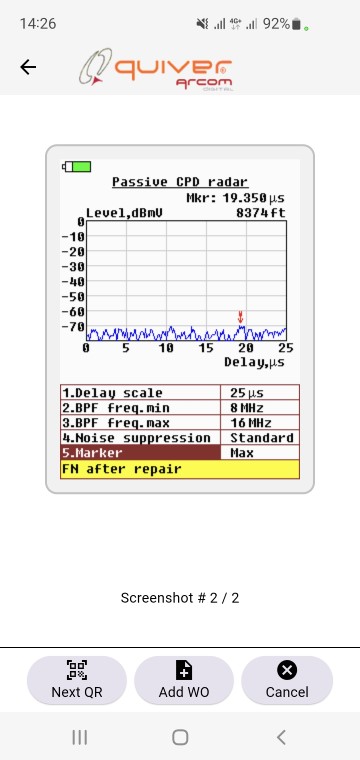 14:26
4G+
92%
quiver®
arcom
DIGITAL
Passive CPD radar
Mkr: 19.350µs
Level,dBmV 8374ft
0
-10
-20
-30
-40
-50
-60
-70
0 5 10 15 20 25
Delay,µs
1.Delay scale 25µs
2.BPF freq.min 8MHz
3.BPF freq.max 16MHz
4.Noise suppression Standard
5.Marker Max
FN after repair
Screenshot # 2 / 2
Next QR Add WO Cancel